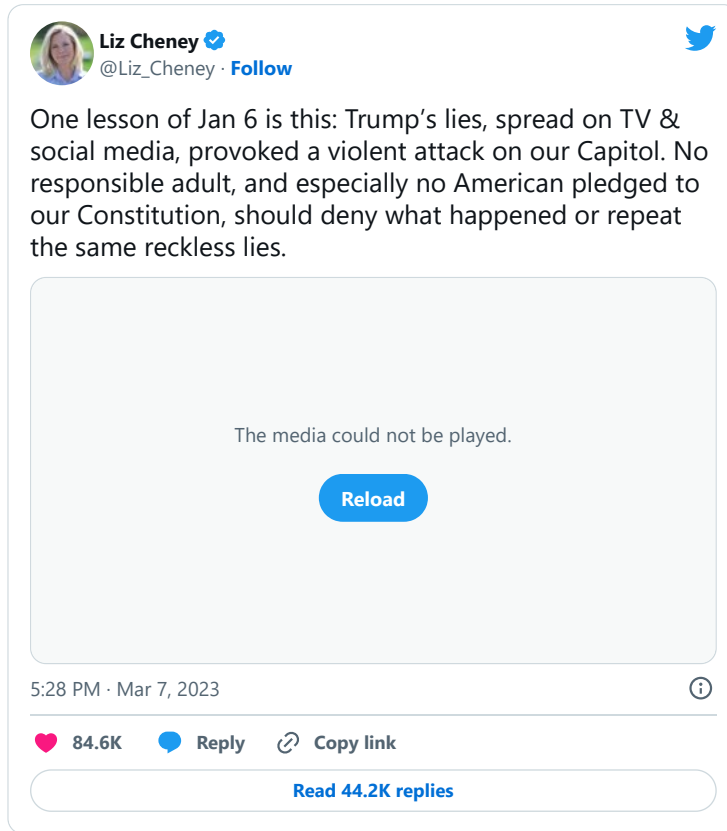 Liz Cheney
@Liz_Cheney · Follow
One lesson of Jan 6 is this: Trump’s lies, spread on TV &
social media, provoked a violent attack on our Capitol. No
responsible adult, and especially no American pledged to
our Constitution, should deny what happened or repeat
the same reckless lies.
The media could not be played.
Reload
5:28 PM · Mar 7, 2023
84.6K Reply Copy link
Read 44.2K replies